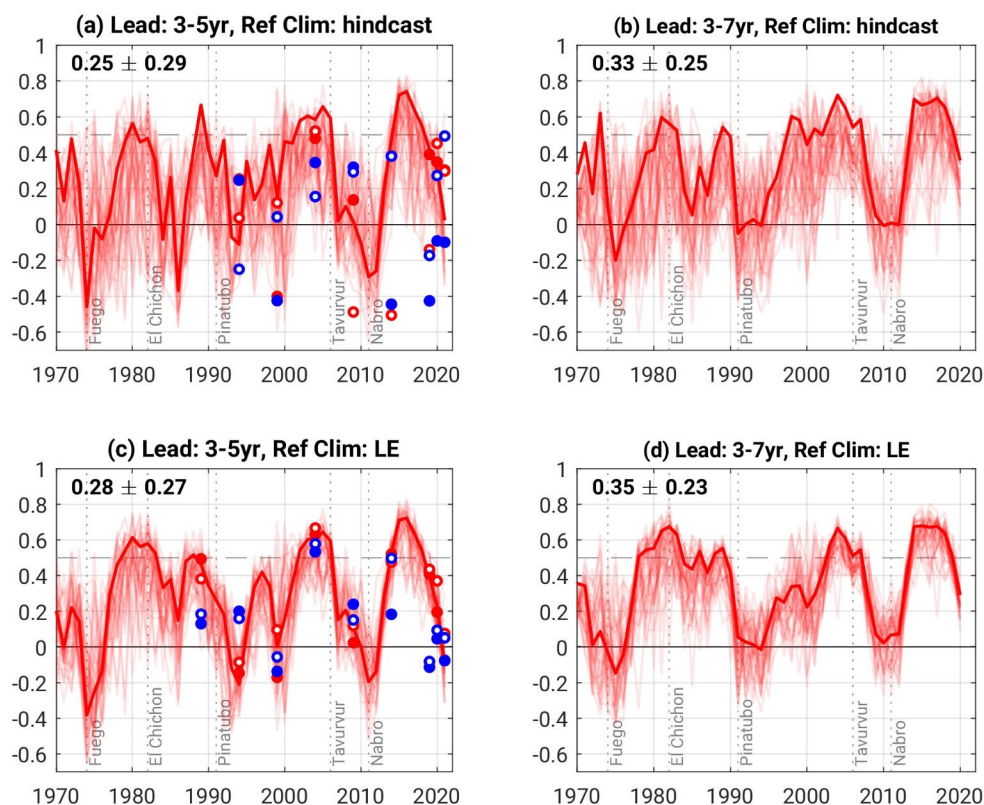 (a) Lead: 3-5yr, Ref Clim: hindcast
1
0.25 ± 0.29
0.8
0.6
0.4
0.2
0
-0.2
-0.4
-0.6
Fuego
El Chichon
Pinatubo
Tavurvur
Nabro
1970 1980 1990 2000 2010 2020
(b) Lead: 3-7yr, Ref Clim: hindcast
1
0.33 ± 0.25
0.8
0.6
0.4
0.2
0
-0.2
-0.4
-0.6
Fuego
El Chichon
Pinatubo
Tavurvur
Nabro
1970 1980 1990 2000 2010 2020
(c) Lead: 3-5yr, Ref Clim: LE
1
0.28 ± 0.27
0.8
0.6
0.4
0.2
0
-0.2
-0.4
-0.6
Fuego
El Chichon
Pinatubo
Tavurvur
Nabro
1970 1980 1990 2000 2010 2020
(d) Lead: 3-7yr, Ref Clim: LE
1
0.35 ± 0.23
0.8
0.6
0.4
0.2
0
-0.2
-0.4
-0.6
Fuego
El Chichon
Pinatubo
Tavurvur
Nabro
1970 1980 1990 2000 2010 2020